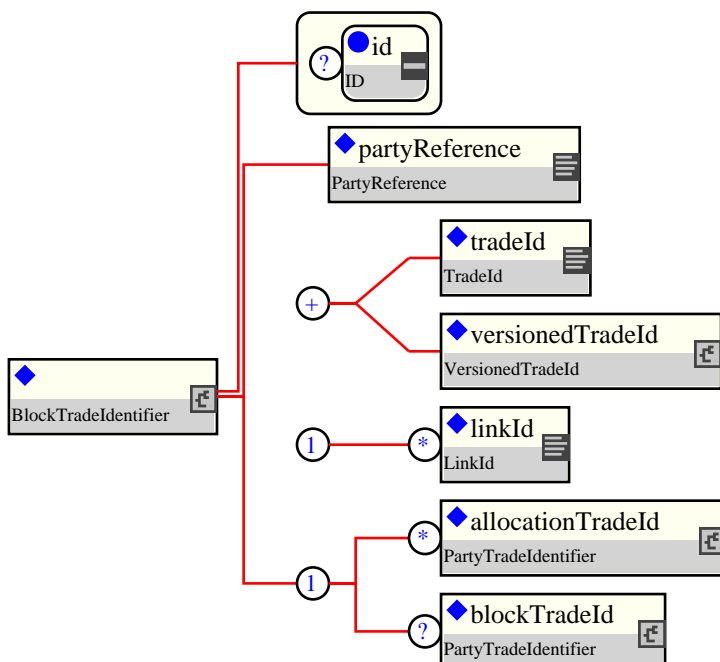 id
?
ID
partyReference
PartyReference
tradeId
TradeId
+
versionedTradeId
VersionedTradeId
BlockTradeIdentifier
1
*
linkId
LinkId
allocationTradeId
*
PartyTradeIdentifier
1
blockTradeId
?
PartyTradeIdentifier